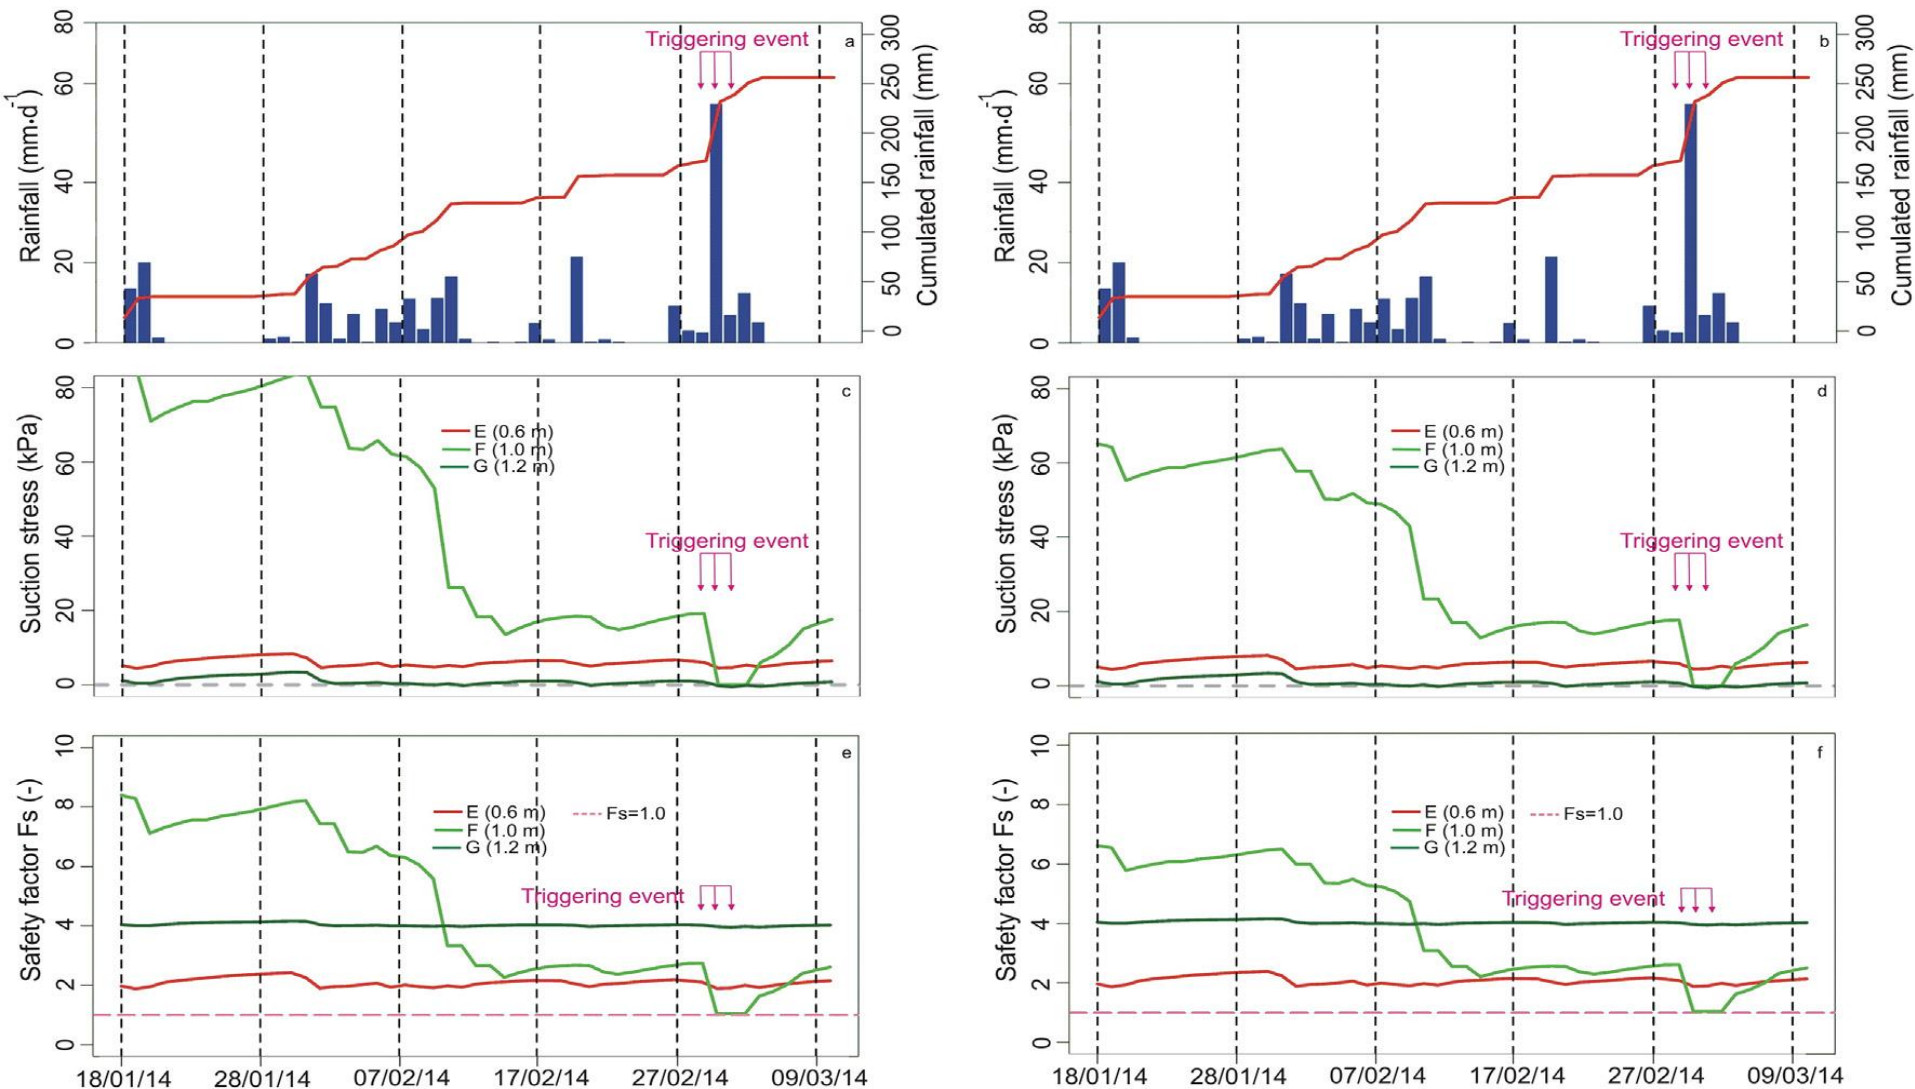 80
60
40
20
0
Rainfall (mm·d-1)
Triggering event
a
300
250
200
150
100
50
0
Cumulated rainfall (mm)
80
60
40
20
0
Rainfall (mm·d-1)
Triggering event
b
300
250
200
150
100
50
0
Cumulated rainfall (mm)
80
60
40
20
0
Suction stress (kPa)
c
E (0.6 m)
F (1.0 m)
G (1.2 m)
Triggering event
80
60
40
20
0
Suction stress (kPa)
d
E (0.6 m)
F (1.0 m)
G (1.2 m)
Triggering event
10
8
6
4
2
0
Safety factor Fs (-)
e
E (0.6 m)
F (1.0 m)
G (1.2 m)
Fs=1.0
Triggering event
18/01/14
28/01/14
07/02/14
17/02/14
27/02/14
09/03/14
10
8
6
4
2
0
Safety factor Fs (-)
f
E (0.6 m)
F (1.0 m)
G (1.2 m)
Fs=1.0
Triggering event
18/01/14
28/01/14
07/02/14
17/02/14
27/02/14
09/03/14